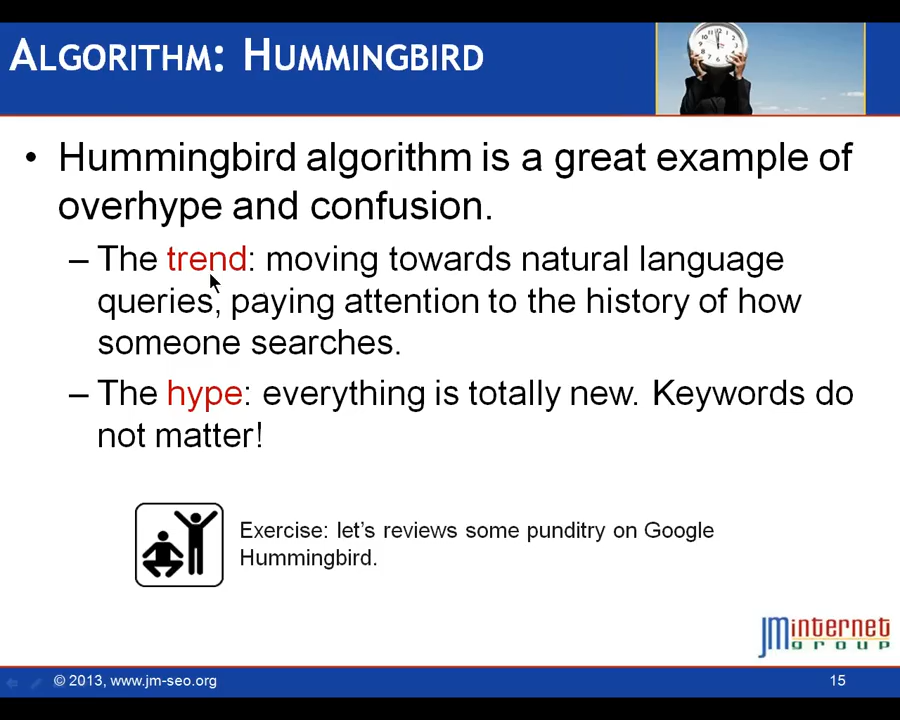 ALGORITHM: HUMMINGBIRD
• Hummingbird algorithm is a great example of
overhype and confusion.
– The trend: moving towards natural language
queries, paying attention to the history of how
someone searches.
– The hype: everything is totally new. Keywords do
not matter!
Exercise: let's reviews some punditry on Google
Hummingbird.
JMinternet
GROUP
© 2013, www.jm-seo.org
15